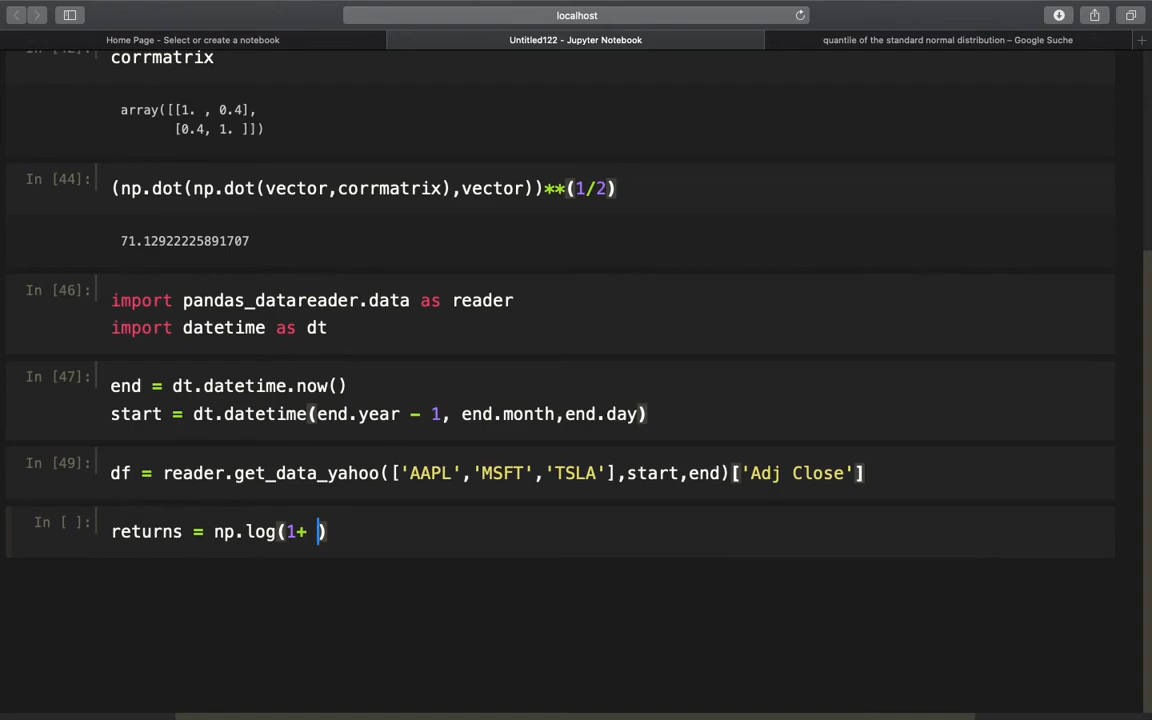 localhost
Home Page - Select or create a notebook
Untitled122 - Jupyter Notebook
quantile of the standard normal distribution – Google Suche
corrmatrix
array([[1. , 0.4],
[0.4, 1. ]])
In [44]: (np.dot(np.dot(vector,corrmatrix),vector))**(1/2)
71.12922225891707
In [46]: import pandas_datareader.data as reader
import datetime as dt
In [47]: end = dt.datetime.now()
start = dt.datetime(end.year - 1, end.month,end.day)
In [49]: df = reader.get_data_yahoo(['AAPL','MSFT','TSLA'],start,end)['Adj Close']
In [ ]: returns = np.log(1+ )